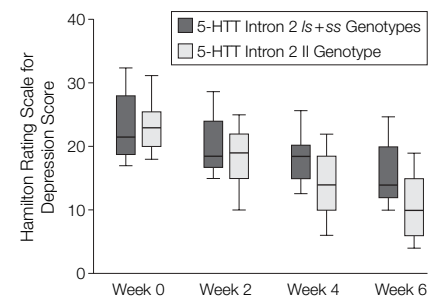 5-HTT Intron 2 ls+ss Genotypes
5-HTT Intron 2 ll Genotype
Hamilton Rating Scale for
Depression Score
40
30
20
10
0
Week 0 Week 2 Week 4 Week 6